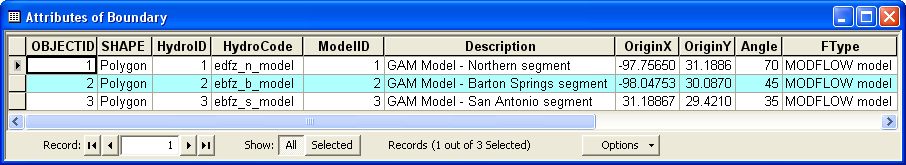 Attributes of Boundary
OBJECTID SHAPE HydroID HydroCode ModelID Description OriginX OriginY Angle FType
1 Polygon 1 edfz_n_model 1 GAM Model - Northern segment -97.75650 31.1886 70 MODFLOW model
2 Polygon 2 ebfz_b_model 2 GAM Model - Barton Springs segment -98.04753 30.0870 45 MODFLOW model
3 Polygon 3 ebfz_s_model 3 GAM Model - San Antonio segment 31.18867 29.4210 35 MODFLOW model
Record: 1 Show: All Selected Records (1 out of 3 Selected) Options